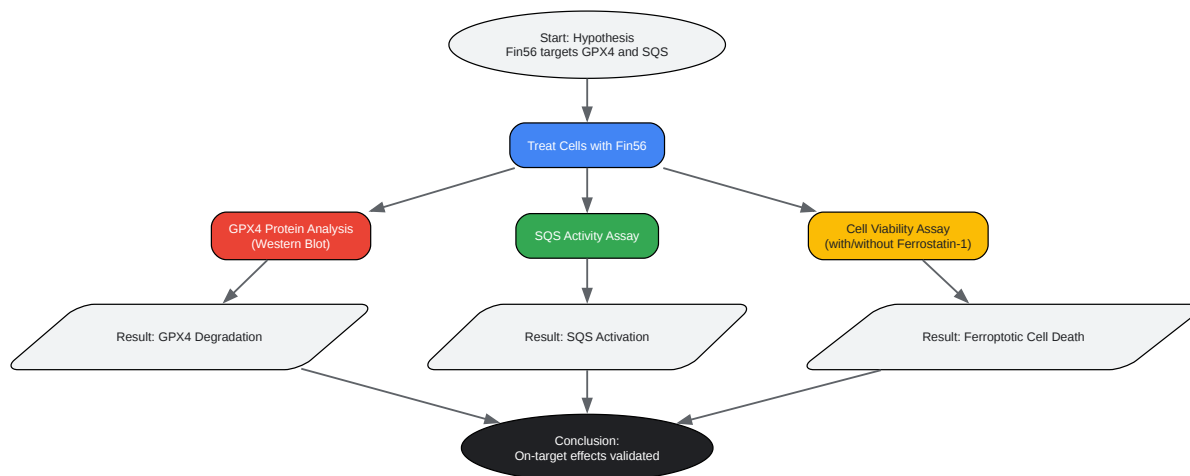 Start: Hypothesis
Fin56 targets GPX4 and SQS
Treat Cells with Fin56
GPX4 Protein Analysis
(Western Blot)
SQS Activity Assay
Cell Viability Assay
(with/without Ferrostatin-1)
Result: GPX4 Degradation
Result: SQS Activation
Result: Ferroptotic Cell Death
Conclusion:
On-target effects validated